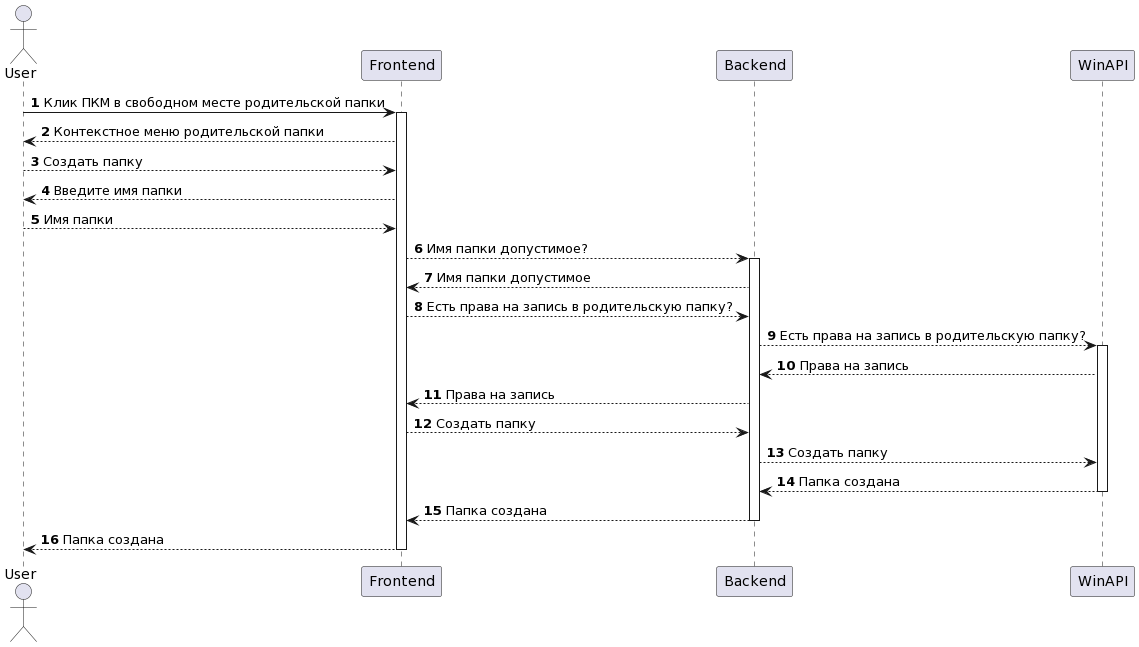 User
Frontend
Backend
WinAPI
1 Клик ПКМ в свободном месте родительской папки
2 Контекстное меню родительской папки
3 Создать папку
4 Введите имя папки
5 Имя папки
6 Имя папки допустимое?
7 Имя папки допустимое
8 Есть права на запись в родительскую папку?
9 Есть права на запись в родительскую папку?
10 Права на запись
11 Права на запись
12 Создать папку
13 Создать папку
14 Папка создана
15 Папка создана
16 Папка создана
User
Frontend
Backend
WinAPI